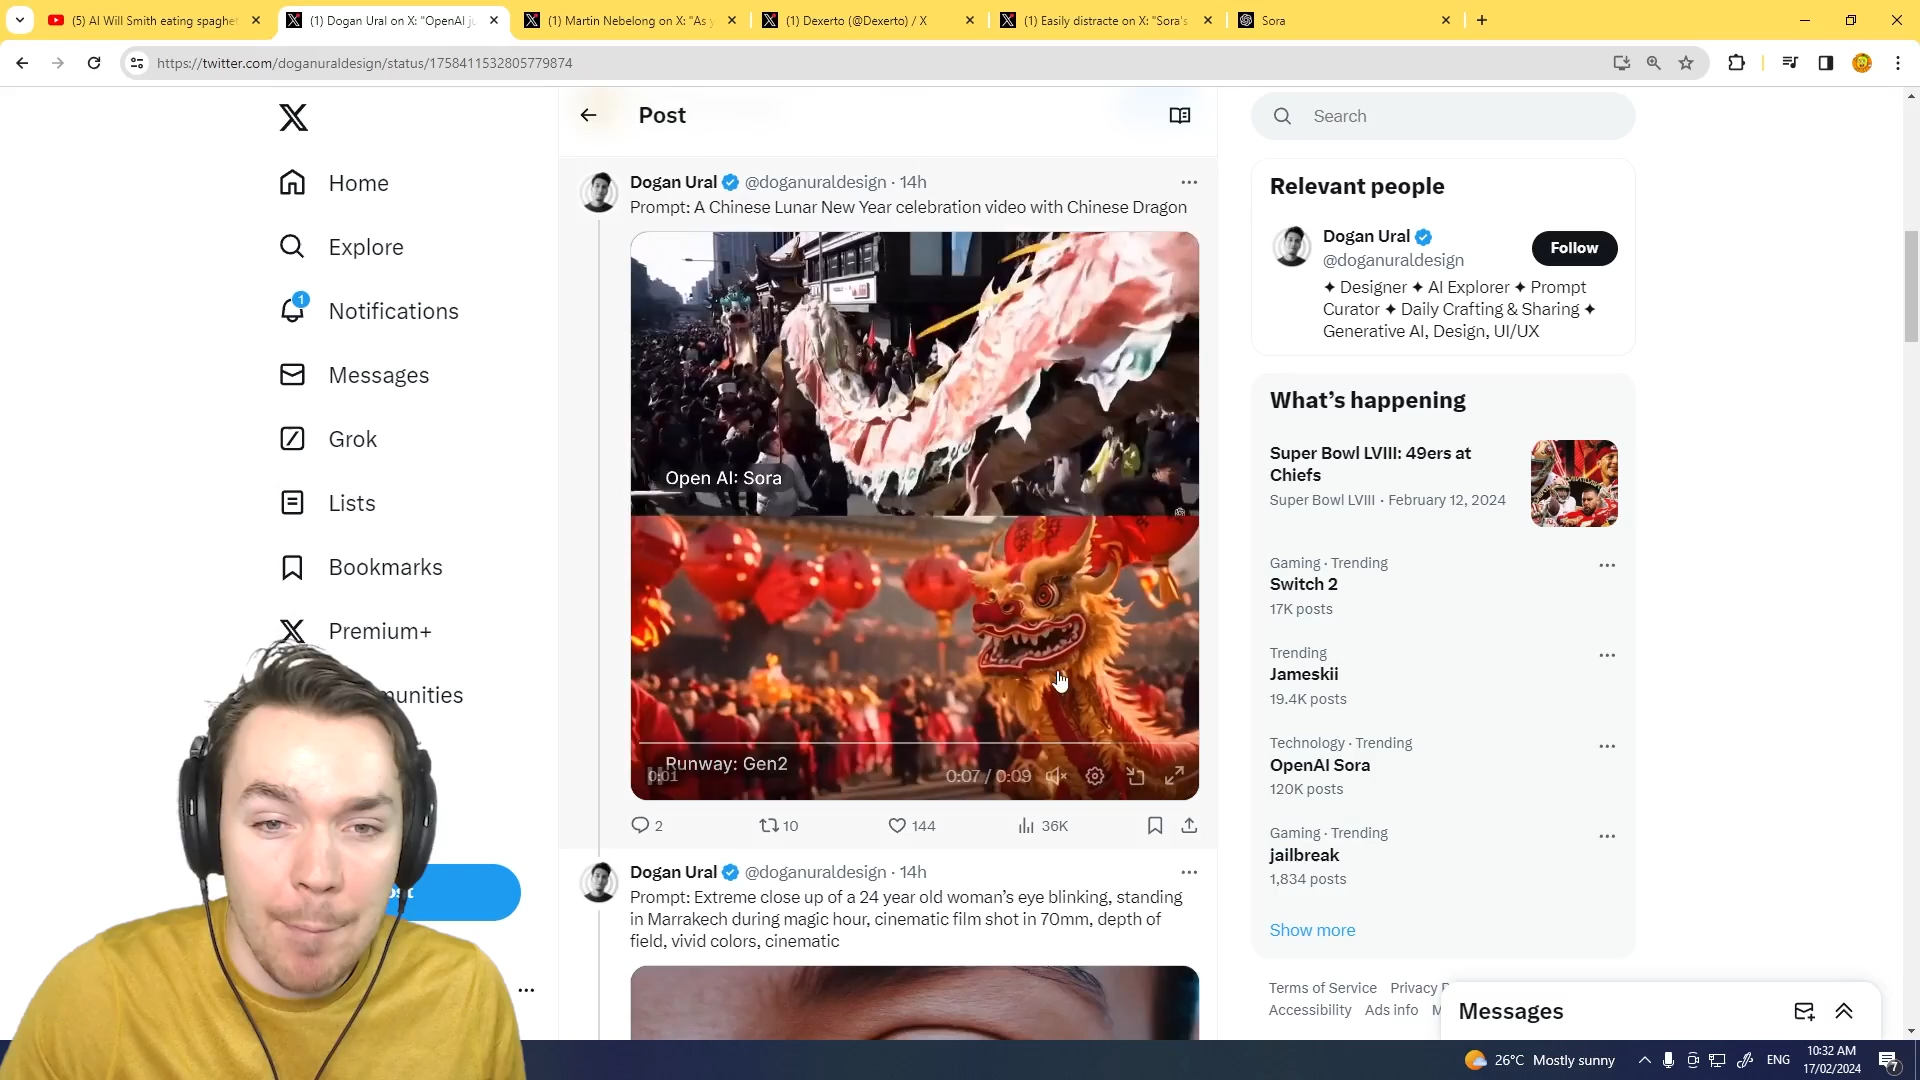 (5) AI Will Smith eating spaghet
(1) Dogan Ural on X: "OpenAI ju
(1) Martin Nebelong on X: "As y
(1) Dexerto (@Dexerto) / X
(1) Easily distracte on X: "Sora's
Sora
https://twitter.com/doganuraldesign/status/1758411532805779874
Post
Search
Home
Explore
1
Notifications
Messages
Grok
Lists
Bookmarks
Premium+
Dogan Ural @doganuraldesign · 14h
Prompt: A Chinese Lunar New Year celebration video with Chinese Dragon
Open AI: Sora
Runway: Gen2
0:01
0:07 / 0:09
2
10
144
36K
Dogan Ural @doganuraldesign · 14h
Prompt: Extreme close up of a 24 year old woman's eye blinking, standing
in Marrakech during magic hour, cinematic film shot in 70mm, depth of
field, vivid colors, cinematic
Relevant people
Dogan Ural
@doganuraldesign
Follow
✦ Designer ✦ AI Explorer ✦ Prompt
Curator ✦ Daily Crafting & Sharing ✦
Generative AI, Design, UI/UX
What's happening
Super Bowl LVIII: 49ers at
Chiefs
Super Bowl LVIII · February 12, 2024
Gaming · Trending
Switch 2
17K posts
Trending
Jameskii
19.4K posts
Technology · Trending
OpenAI Sora
120K posts
Gaming · Trending
jailbreak
1,834 posts
Show more
Terms of Service Privacy P
Accessibility Ads info M
Messages
26°C Mostly sunny
ENG
10:32 AM
17/02/2024
7